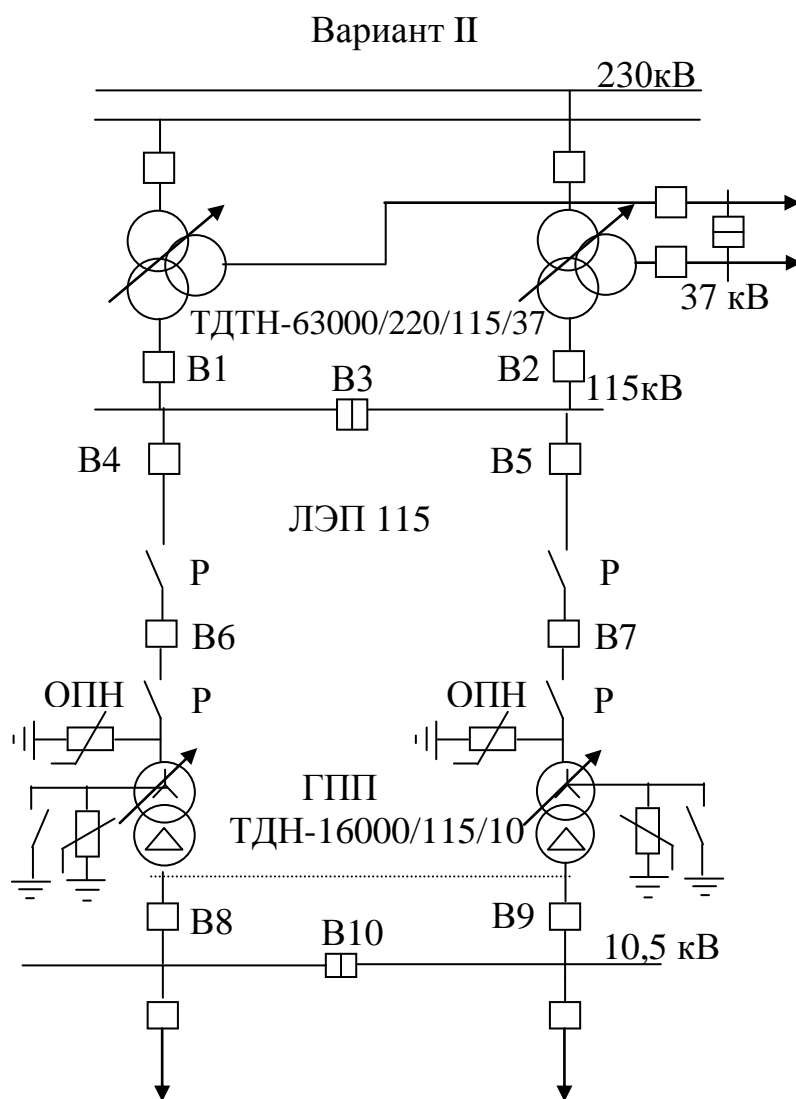 Вариант II
230кВ
37 кВ
ТДТН-63000/220/115/37
В1
В3
В2
115кВ
В4
В5
ЛЭП 115
Р
Р
В6
В7
ОПН
Р
ОПН
Р
ГПП
ТДН-16000/115/10
В8
В10
В9
10,5 кВ